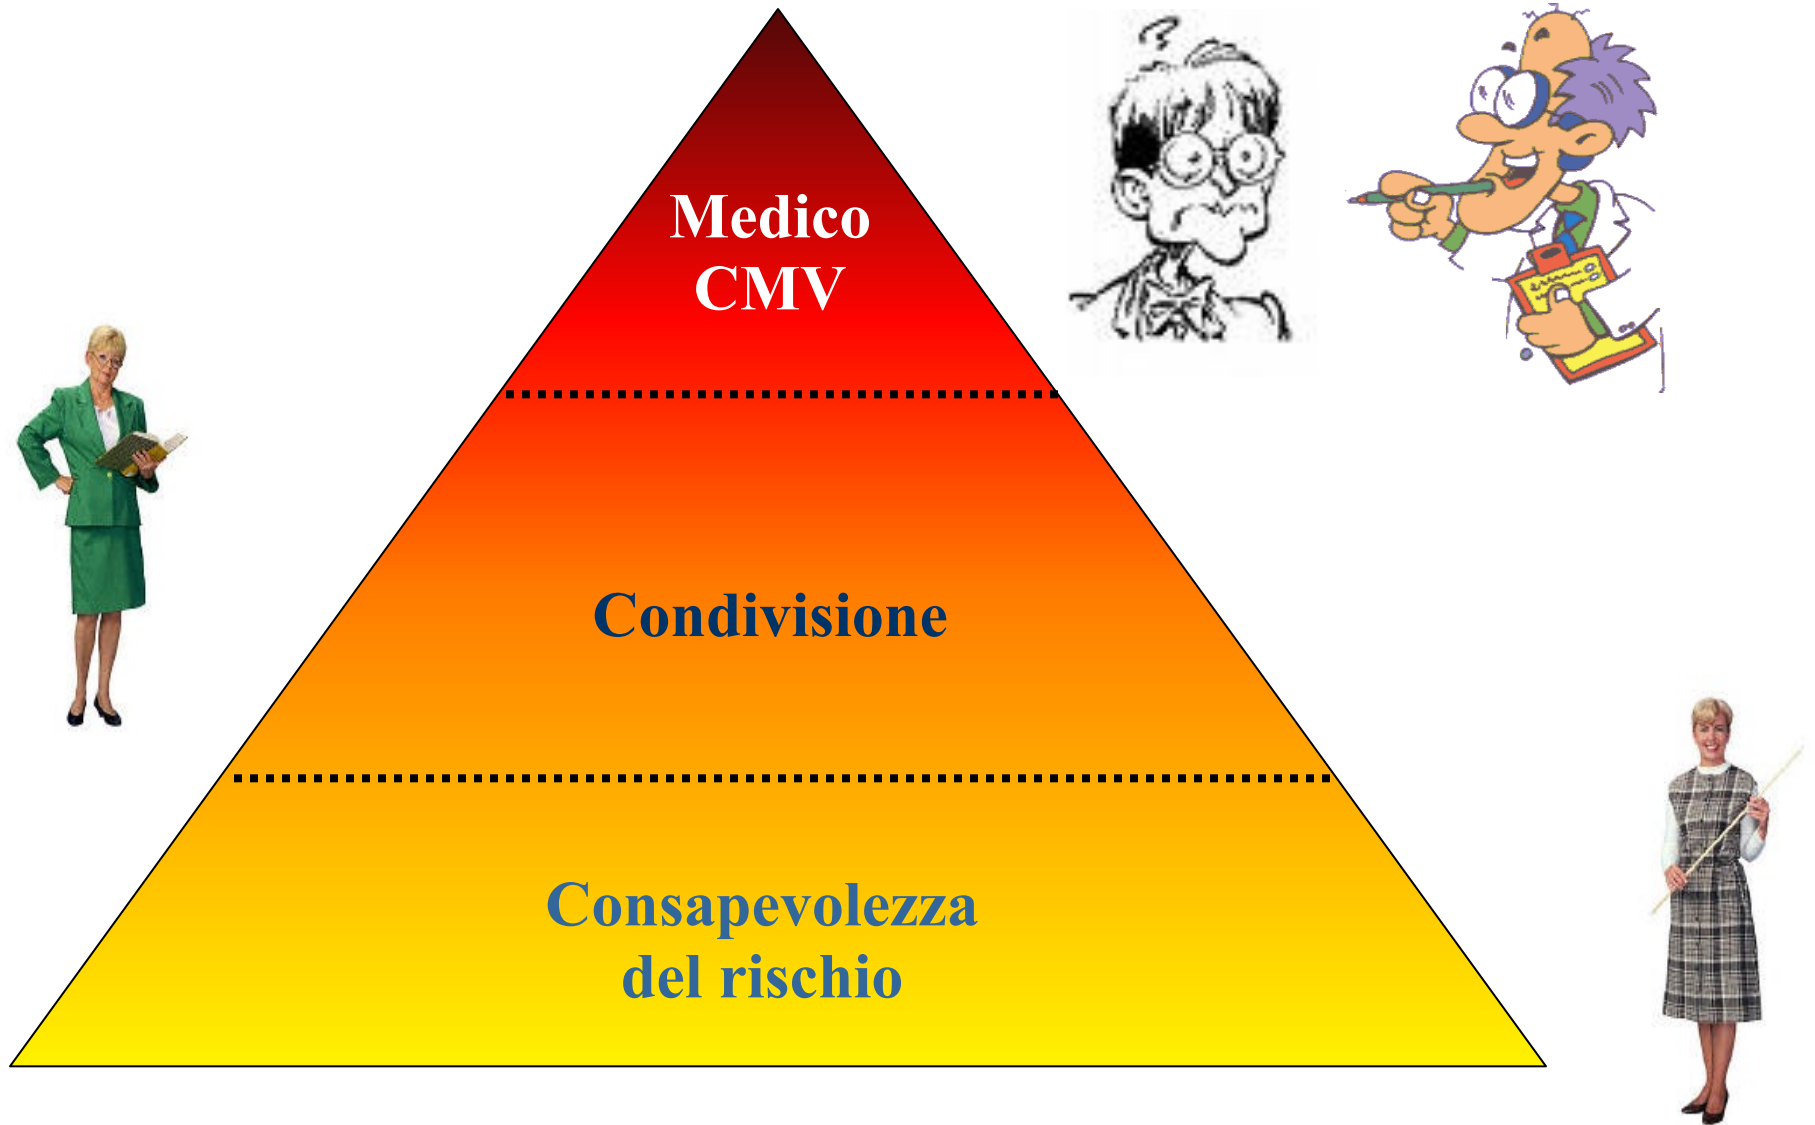 Medico
CMV
Condivisione
Consapevolezza
del rischio